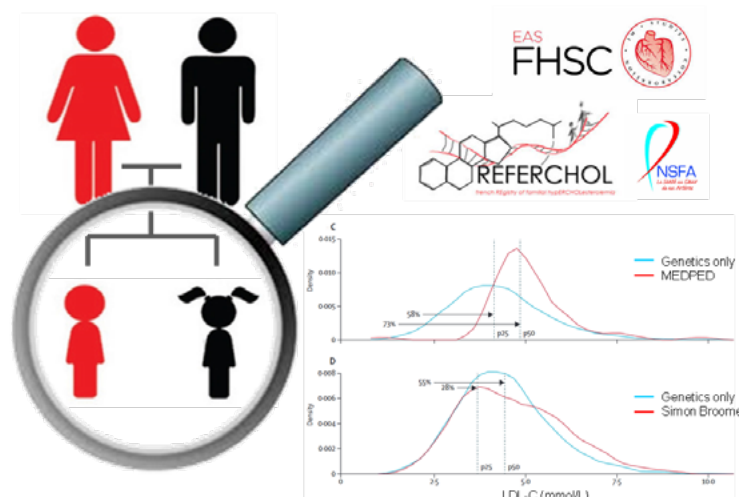 EAS
FHSC
REFERCHOL
French REgistry of familial hypERCHOLesterolemia
NSFA
C
0.015
0.010
0.005
0
Density
58%
73%
p25 p50
Genetics only
MEDPED
D
0.008
0.006
0.004
0.002
0
Density
55%
28%
p25 p50
Genetics only
Simon Broome
0 2.5 5.0 7.5 10.0
LDL-C (mmol/L)